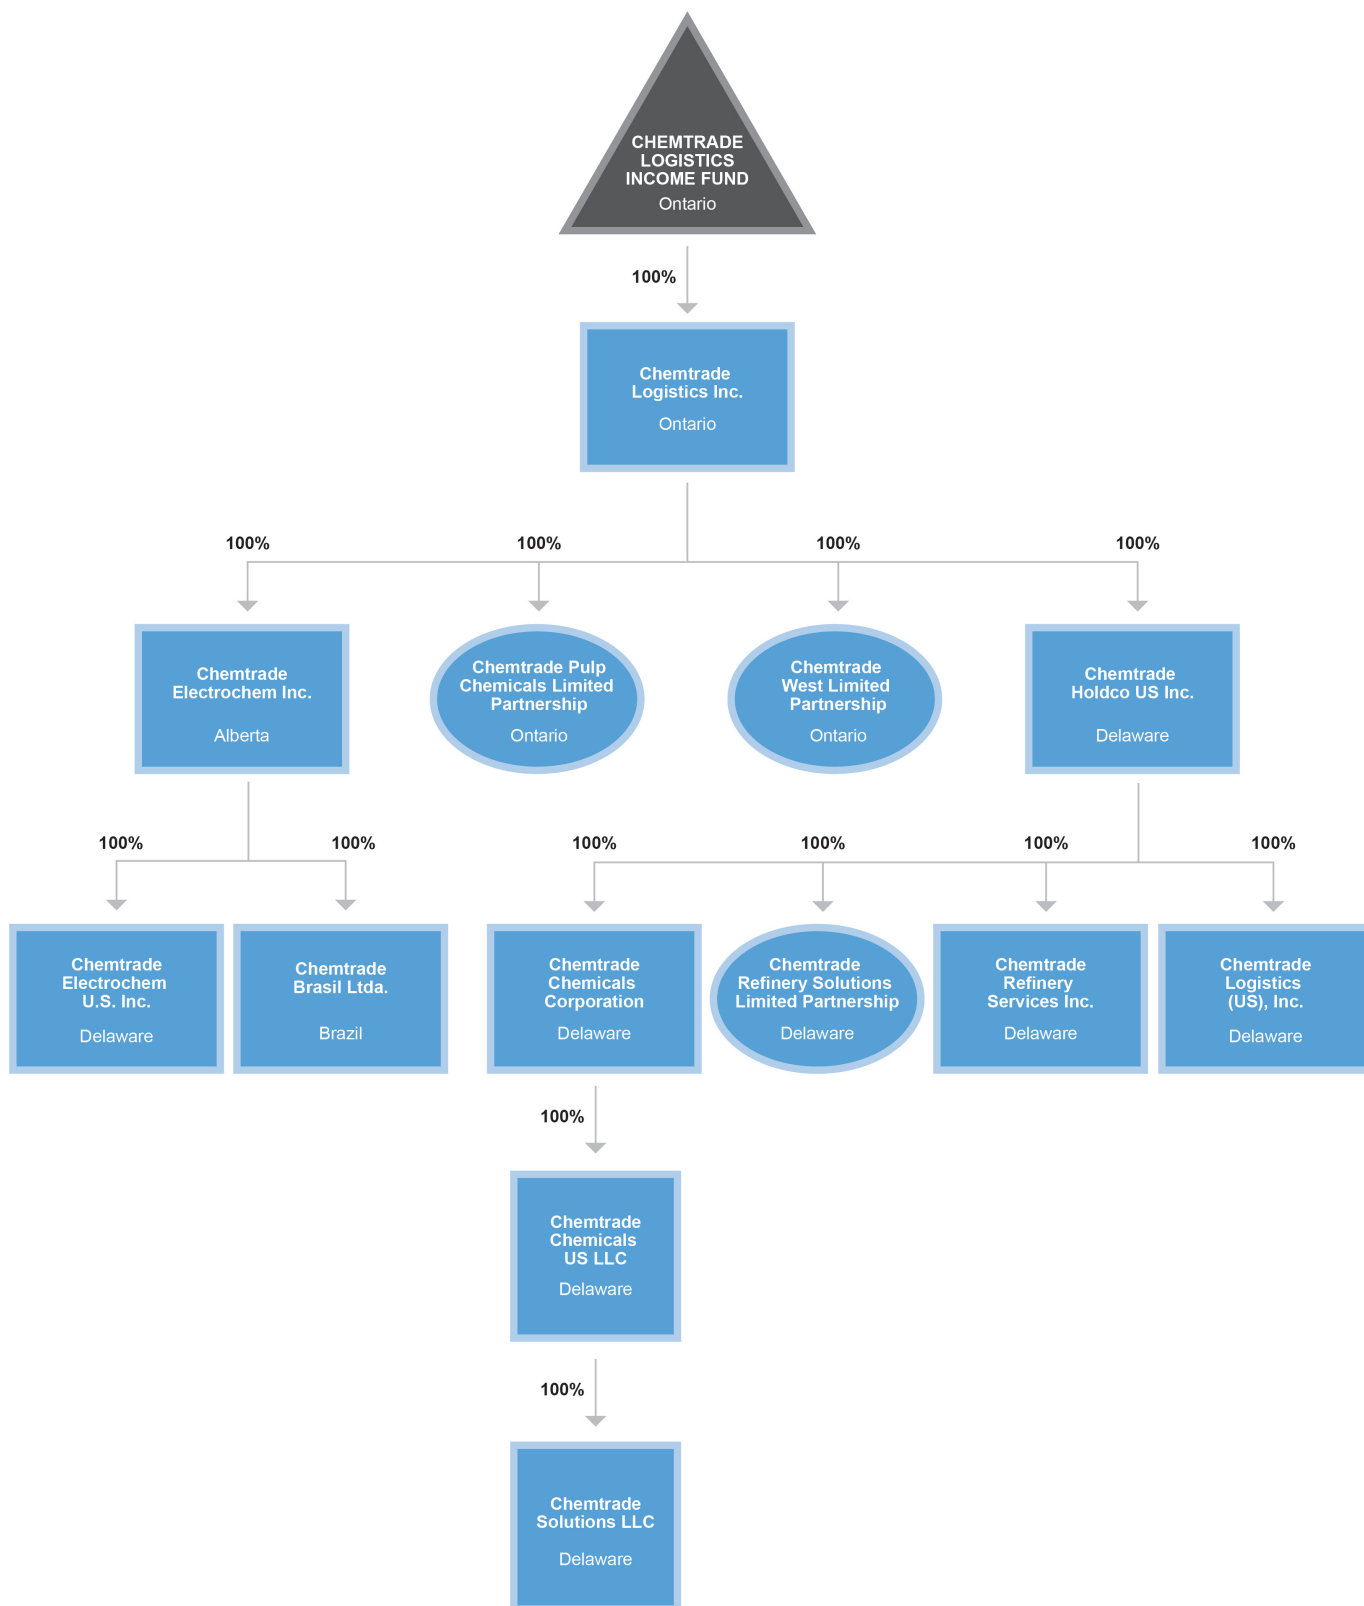 CHEMTRADE
LOGISTICS
INCOME FUND
Ontario
100%
Chemtrade
Logistics Inc.
Ontario
100%
100%
100%
100%
Chemtrade
Electrochem Inc.
Alberta
Chemtrade Pulp
Chemicals Limited
Partnership
Ontario
Chemtrade
West Limited
Partnership
Ontario
Chemtrade
Holdco US Inc.
Delaware
100%
100%
100%
100%
100%
100%
Chemtrade
Electrochem
U.S. Inc.
Delaware
Chemtrade
Brasil Ltda.
Brazil
Chemtrade
Chemicals
Corporation
Delaware
Chemtrade
Refinery Solutions
Limited Partnership
Delaware
Chemtrade
Refinery
Services Inc.
Delaware
Chemtrade
Logistics
(US), Inc.
Delaware
100%
Chemtrade
Chemicals
US LLC
Delaware
100%
Chemtrade
Solutions LLC
Delaware